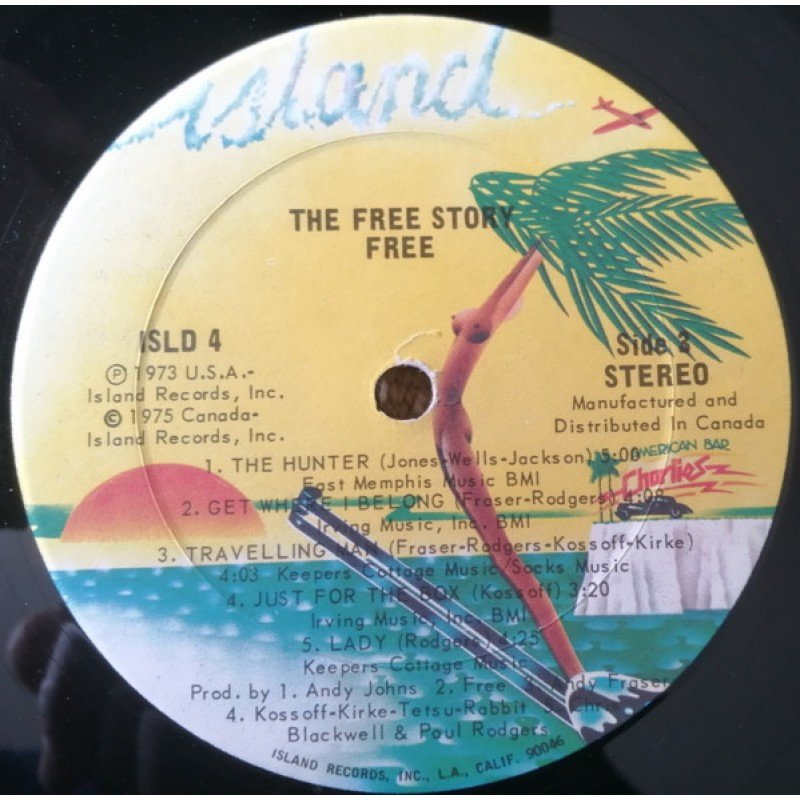 island
THE FREE STORY
FREE
ISLD 4
Ⓟ 1973 U.S.A.-
Island Records, Inc.
© 1975 Canada-
Island Records, Inc.
Side 3
STEREO
Manufactured and
Distributed In Canada
AMERICAN BAR
Charlies
1. THE HUNTER (Jones-Wells-Jackson) 5:00
East Memphis Music BMI
2. GET WHERE I BELONG (Fraser-Rodgers) 4:08
Irving Music, Inc. BMI
3. TRAVELLING MAN (Fraser-Rodgers-Kossoff-Kirke)
4:03 Keepers Cottage Music/Socks Music
4. JUST FOR THE BOX (Kossoff) 3:20
Irving Music, Inc. BMI
5. LADY (Rodgers) 4:25
Keepers Cottage Music
Prod. by 1. Andy Johns 2. Free Andy Fraser
4. Kossoff-Kirke-Tetsu-Rabbit
Blackwell & Paul Rodgers
ISLAND RECORDS, INC., L.A., CALIF. 90046